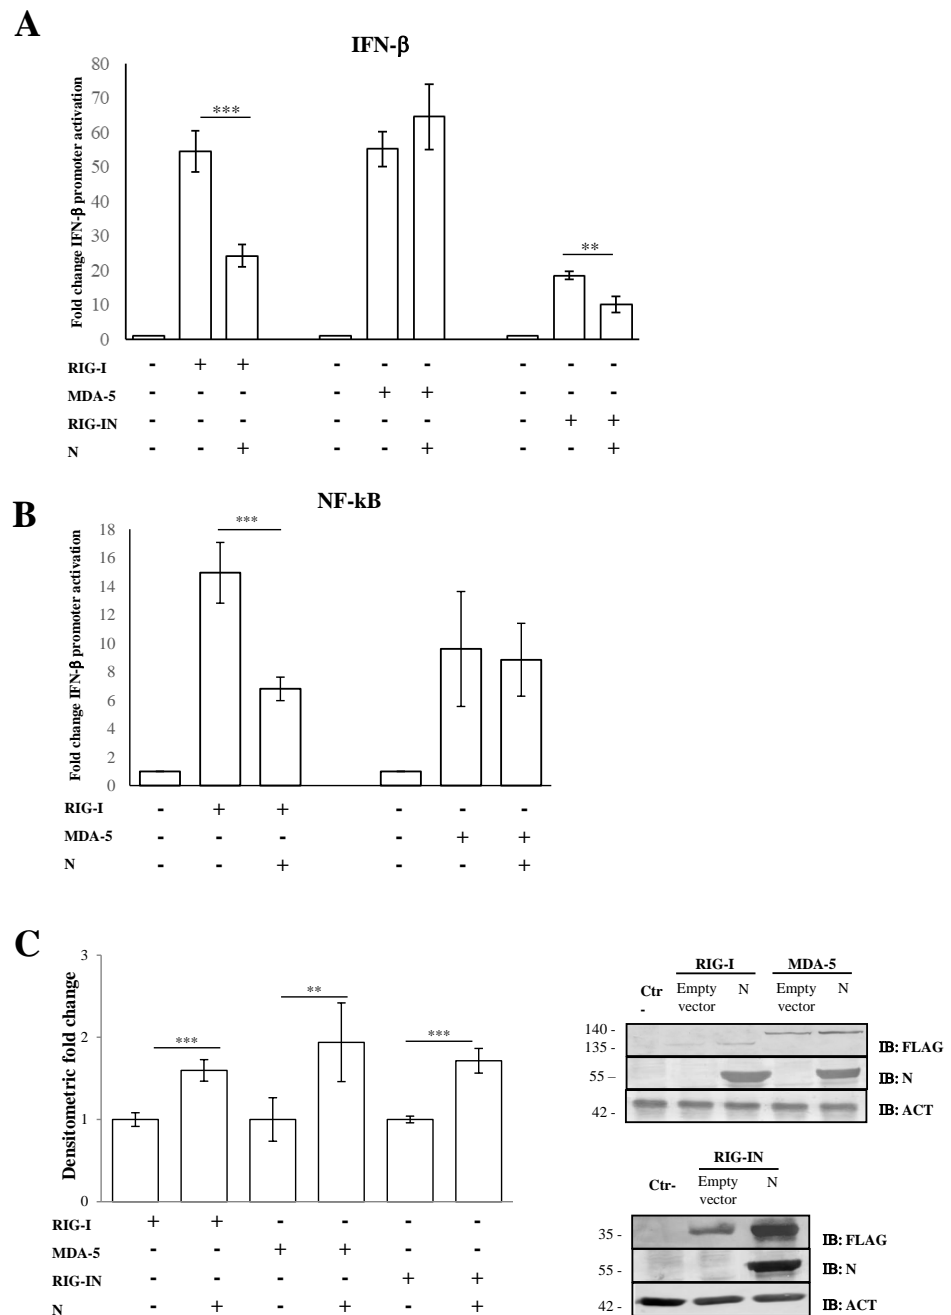 A
IFN-β
Fold change IFN-β promoter activation
80
70
60
50
40
30
20
10
0
***
**
RIG-I - + + - - - - - -
MDA-5 - - - - + + - - -
RIG-IN - - - - - - - + +
N - - + - - + - - +
B
NF-kB
Fold change IFN-β promoter activation
18
16
14
12
10
8
6
4
2
0
***
RIG-I - + + - - -
MDA-5 - - - - + +
N - - + - - +
C
Densitometric fold change
3
2
1
0
***
**
***
RIG-I + + - - - -
MDA-5 - - + + - -
RIG-IN - - - - + +
N - + - + - +
RIG-I MDA-5
Ctr Empty N Empty N
- vector vector
140 -
135 - IB: FLAG
55 – IB: N
42 - IB: ACT
RIG-IN
Ctr- Empty N
vector
35 - IB: FLAG
55 - IB: N
42 - IB: ACT